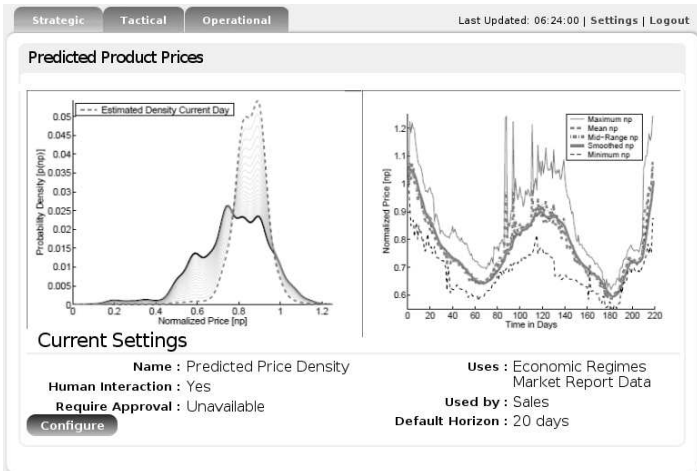 Strategic Tactical Operational Last Updated: 06:24:00 | Settings | Logout
Predicted Product Prices
Estimated Density Current Day
0.05
0.045
0.04
0.035
0.03
0.025
0.02
0.015
0.01
0.005
0
0 0.2 0.4 0.6 0.8 1 1.2
Probability Density [p(np)]
Normalized Price [np]
Maximum np
Mean np
Mid-Range np
Smoothed np
Minimum np
1.2
1.1
1
0.9
0.8
0.7
0.6
0 20 40 60 80 100 120 140 160 180 200 220
Normalized Price [np]
Time in Days
Current Settings
Name : Predicted Price Density
Human Interaction : Yes
Require Approval : Unavailable
Configure
Uses : Economic Regimes
Market Report Data
Used by : Sales
Default Horizon : 20 days